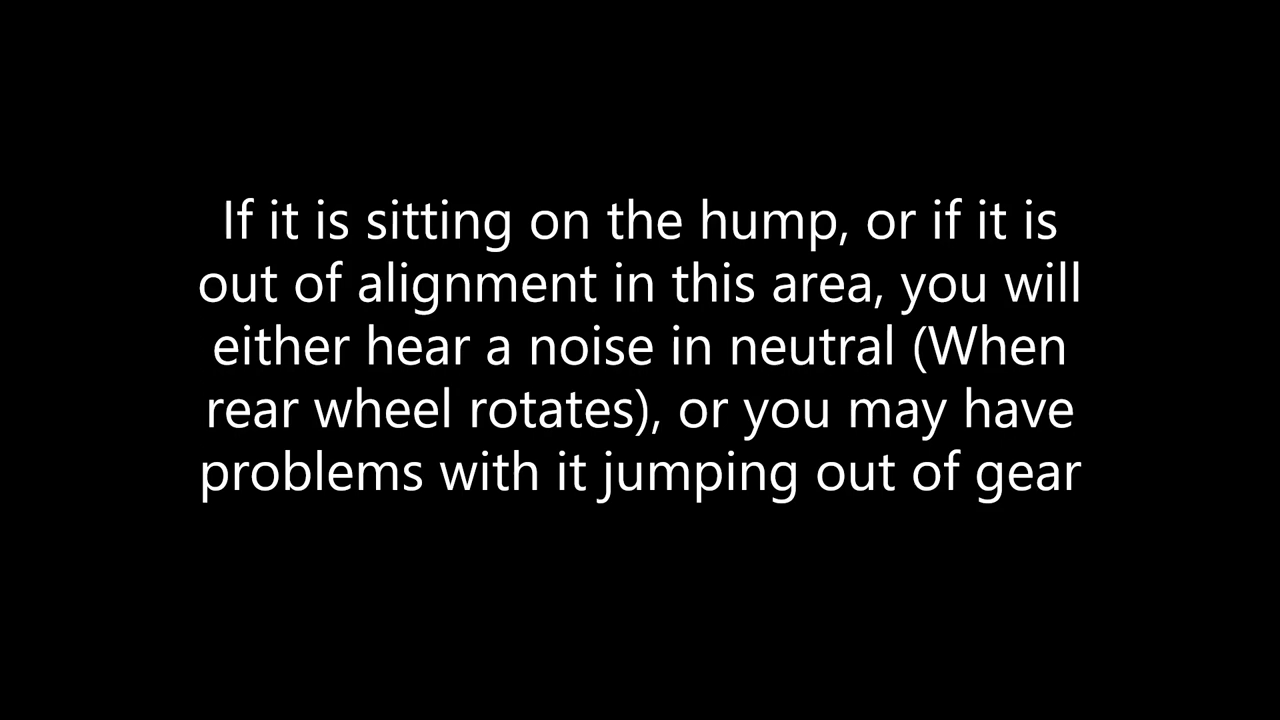 If it is sitting on the hump, or if it is
out of alignment in this area, you will
either hear a noise in neutral (When
rear wheel rotates), or you may have
problems with it jumping out of gear